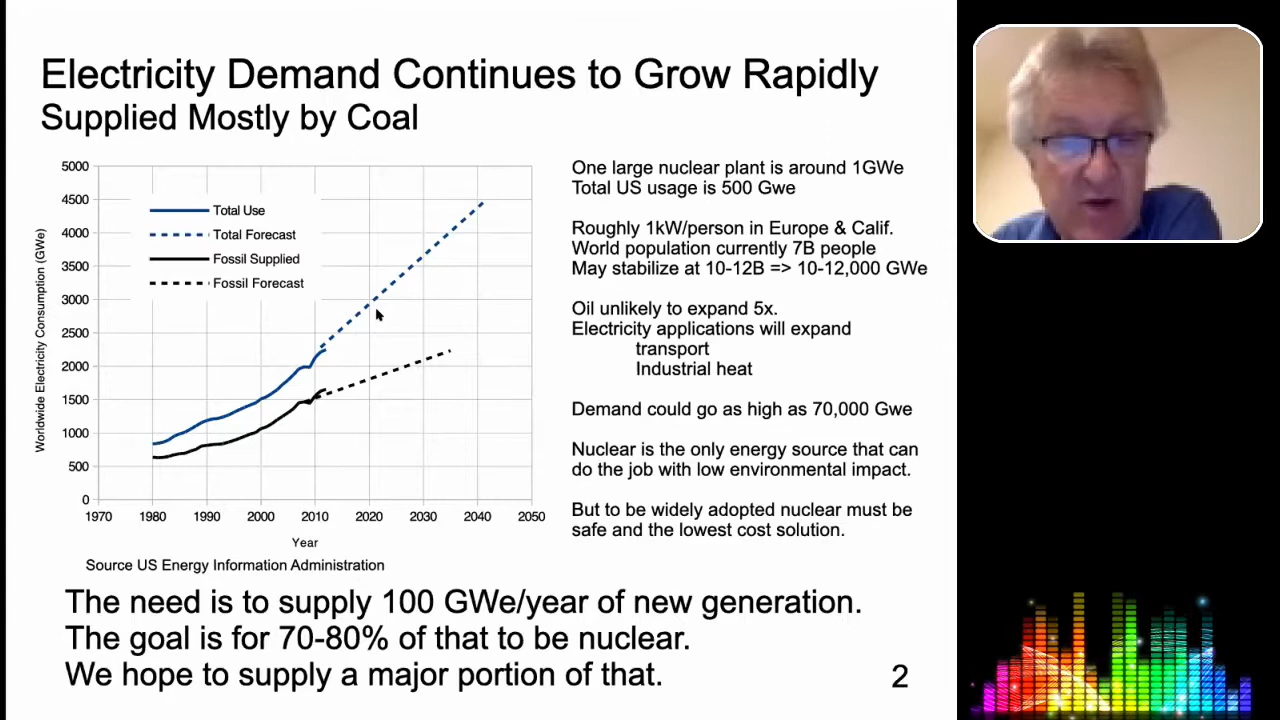 Electricity Demand Continues to Grow Rapidly
Supplied Mostly by Coal
5000
4500
4000
3500
3000
2500
2000
1500
1000
500
0
Worldwide Electricity Consumption (GWe)
Total Use
Total Forecast
Fossil Supplied
Fossil Forecast
1970 1980 1990 2000 2010 2020 2030 2040 2050
Year
Source US Energy Information Administration
One large nuclear plant is around 1GWe
Total US usage is 500 Gwe
Roughly 1kW/person in Europe & Calif.
World population currently 7B people
May stabilize at 10-12B => 10-12,000 GWe
Oil unlikely to expand 5x.
Electricity applications will expand
transport
Industrial heat
Demand could go as high as 70,000 Gwe
Nuclear is the only energy source that can
do the job with low environmental impact.
But to be widely adopted nuclear must be
safe and the lowest cost solution.
The need is to supply 100 GWe/year of new generation.
The goal is for 70-80% of that to be nuclear.
We hope to supply a major portion of that.
2